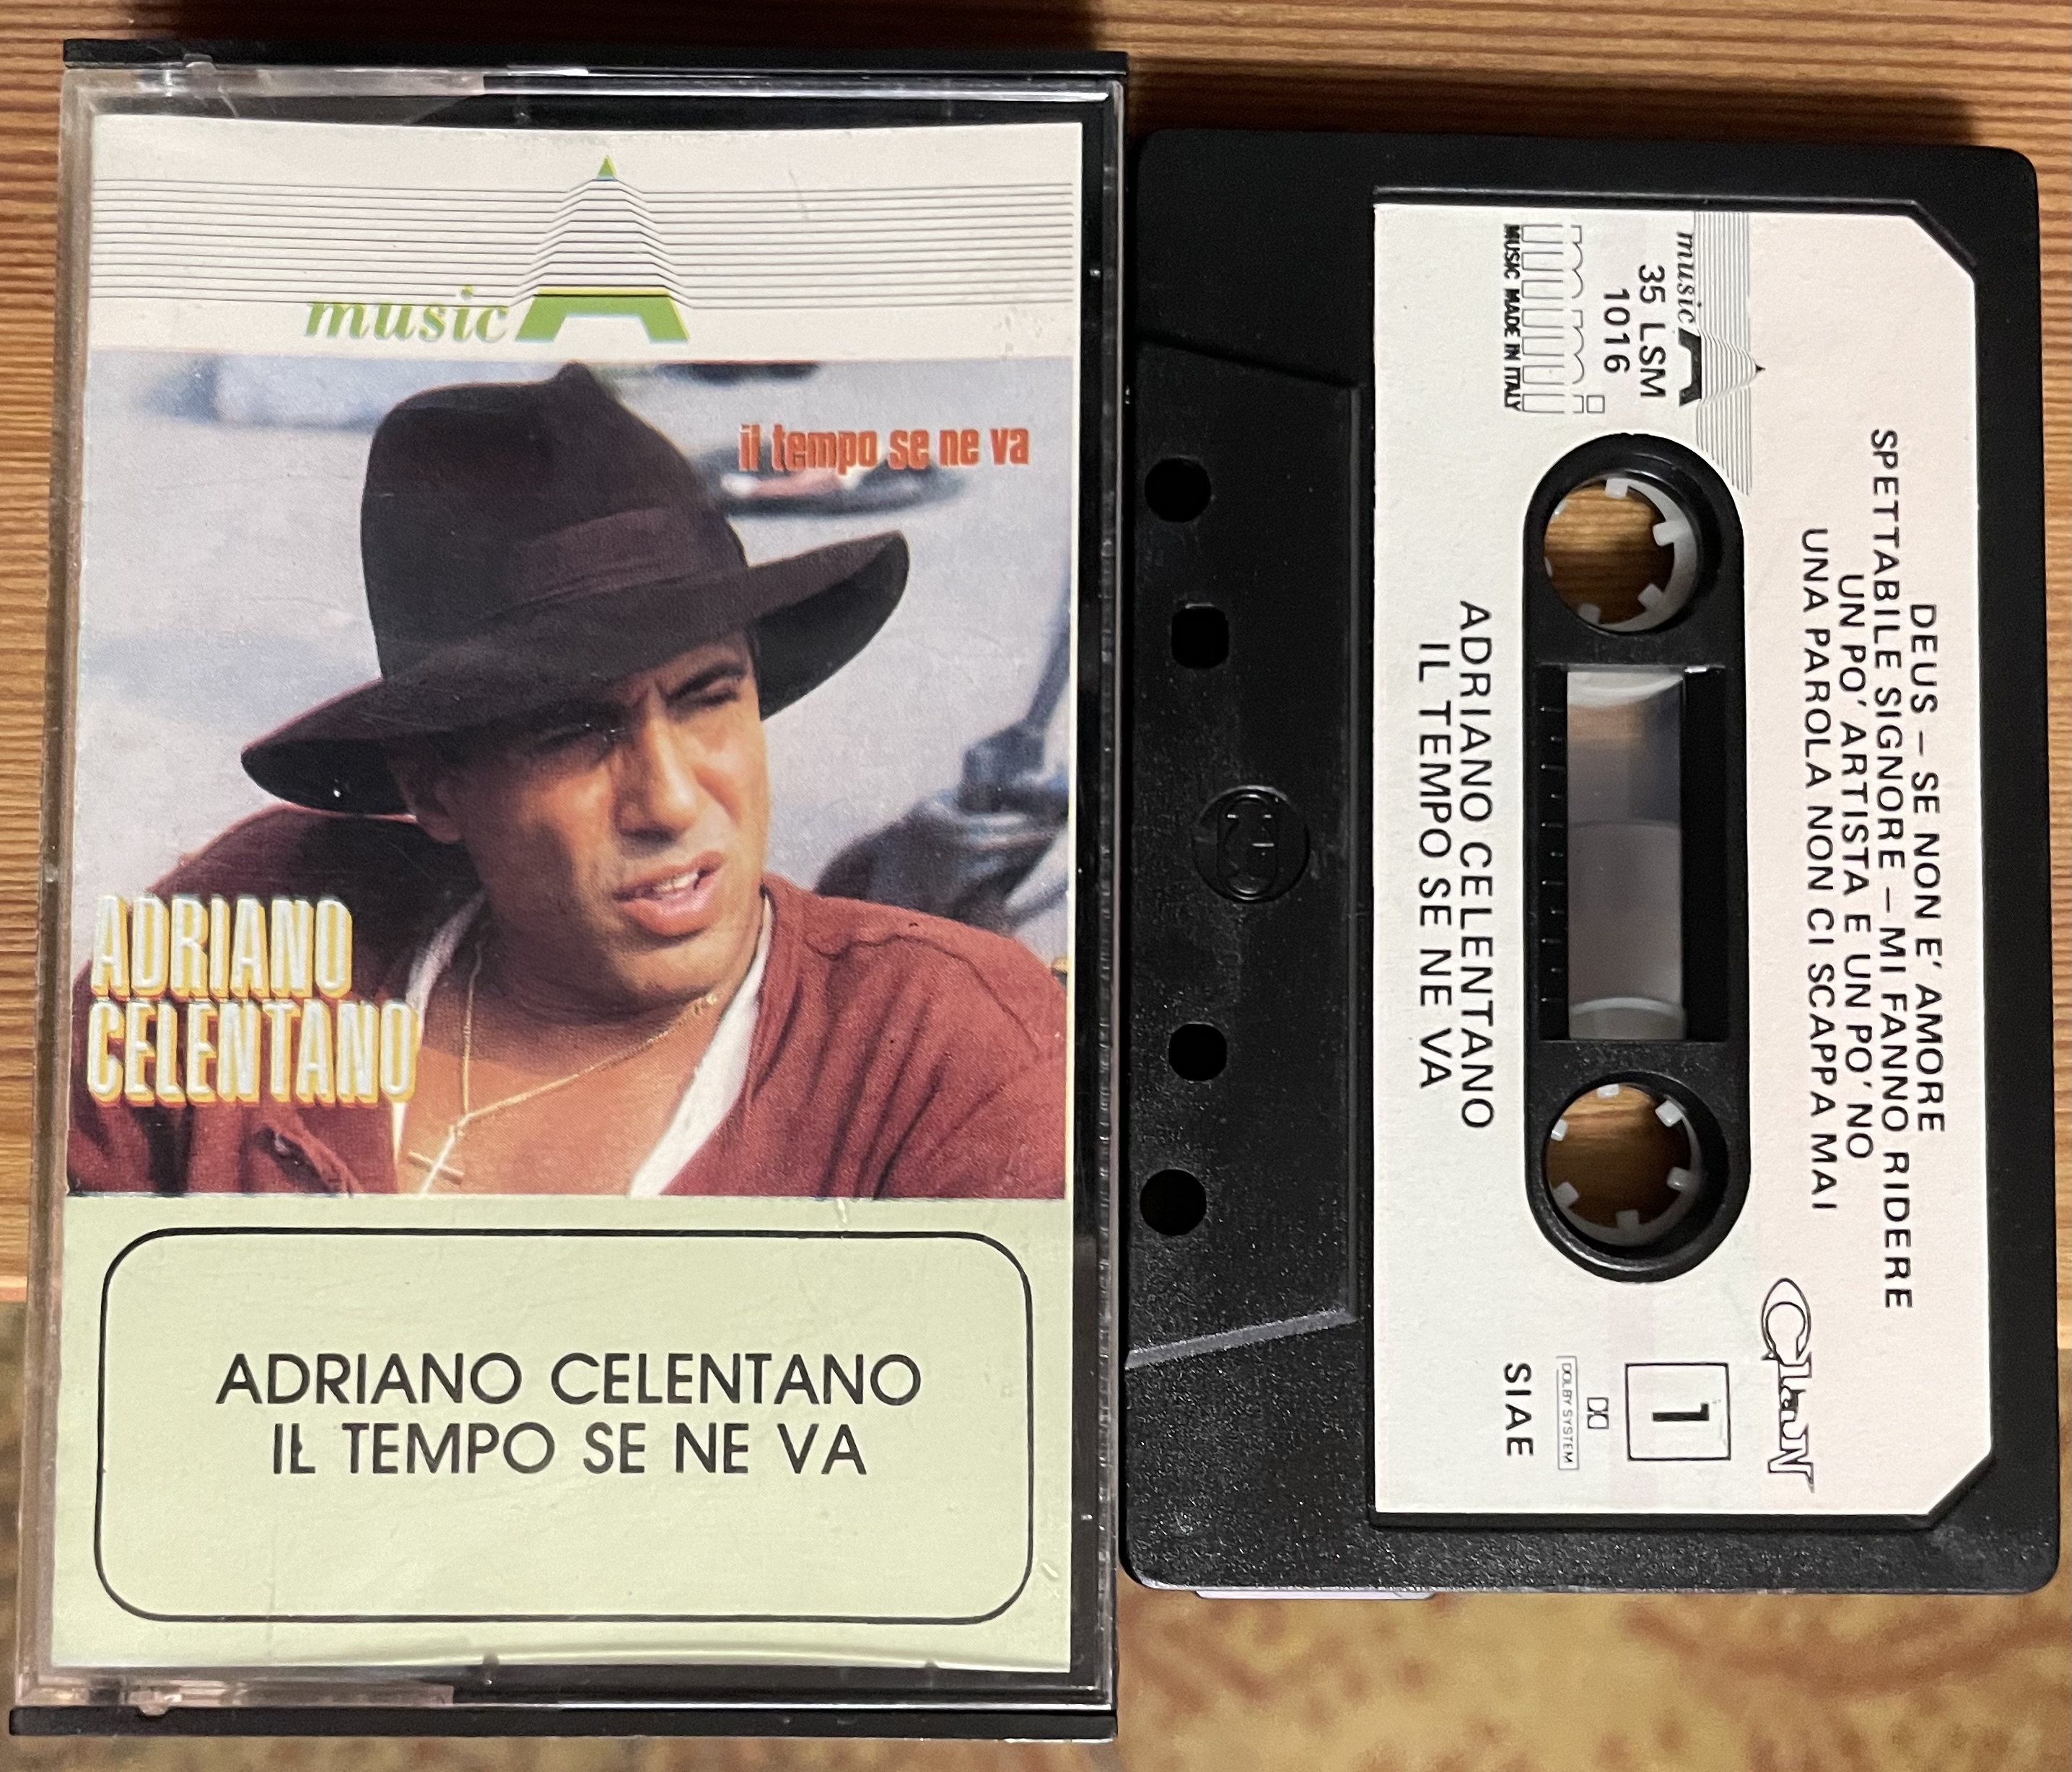 music A
il tempo se ne va
ADRIANO
CELENTANO
ADRIANO CELENTANO
IL TEMPO SE NE VA
DEUS – SE NON E' AMORE
SPETTABILE SIGNORE – MI FANNO RIDERE
UN PO' ARTISTA E UN PO' NO
UNA PAROLA NON CI SCAPPA MAI
music A
35 LSM
1016
mmi
MUSIC MADE IN ITALY
Clan
1
DOLBY SYSTEM
SIAE
ADRIANO CELENTANO
IL TEMPO SE NE VA